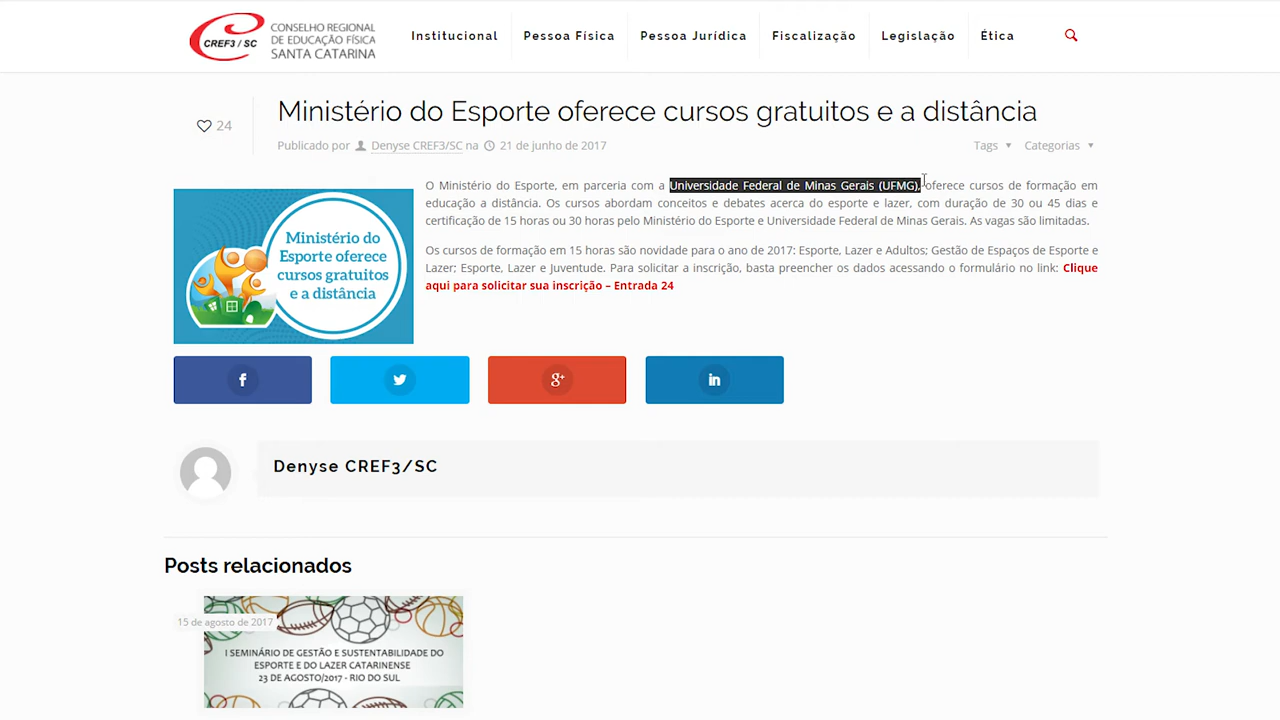 CREF3 / SC
CONSELHO REGIONAL
DE EDUCAÇÃO FÍSICA
SANTA CATARINA
Institucional
Pessoa Física
Pessoa Jurídica
Fiscalização
Legislação
Ética
24
Ministério do Esporte oferece cursos gratuitos e a distância
Publicado por Denyse CREF3/SC na 21 de junho de 2017
Tags
Categorias
Ministério do
Esporte oferece
cursos gratuitos
e a distância
O Ministério do Esporte, em parceria com a Universidade Federal de Minas Gerais (UFMG), oferece cursos de formação em
educação a distância. Os cursos abordam conceitos e debates acerca do esporte e lazer, com duração de 30 ou 45 dias e
certificação de 15 horas ou 30 horas pelo Ministério do Esporte e Universidade Federal de Minas Gerais. As vagas são limitadas.
Os cursos de formação em 15 horas são novidade para o ano de 2017: Esporte, Lazer e Adultos; Gestão de Espaços de Esporte e
Lazer; Esporte, Lazer e Juventude. Para solicitar a inscrição, basta preencher os dados acessando o formulário no link: Clique
aqui para solicitar sua inscrição – Entrada 24
f
g+
in
Denyse CREF3/SC
Posts relacionados
15 de agosto de 2017
I SEMINÁRIO DE GESTÃO E SUSTENTABILIDADE DO
ESPORTE E DO LAZER CATARINENSE
23 DE AGOSTO/2017 - RIO DO SUL